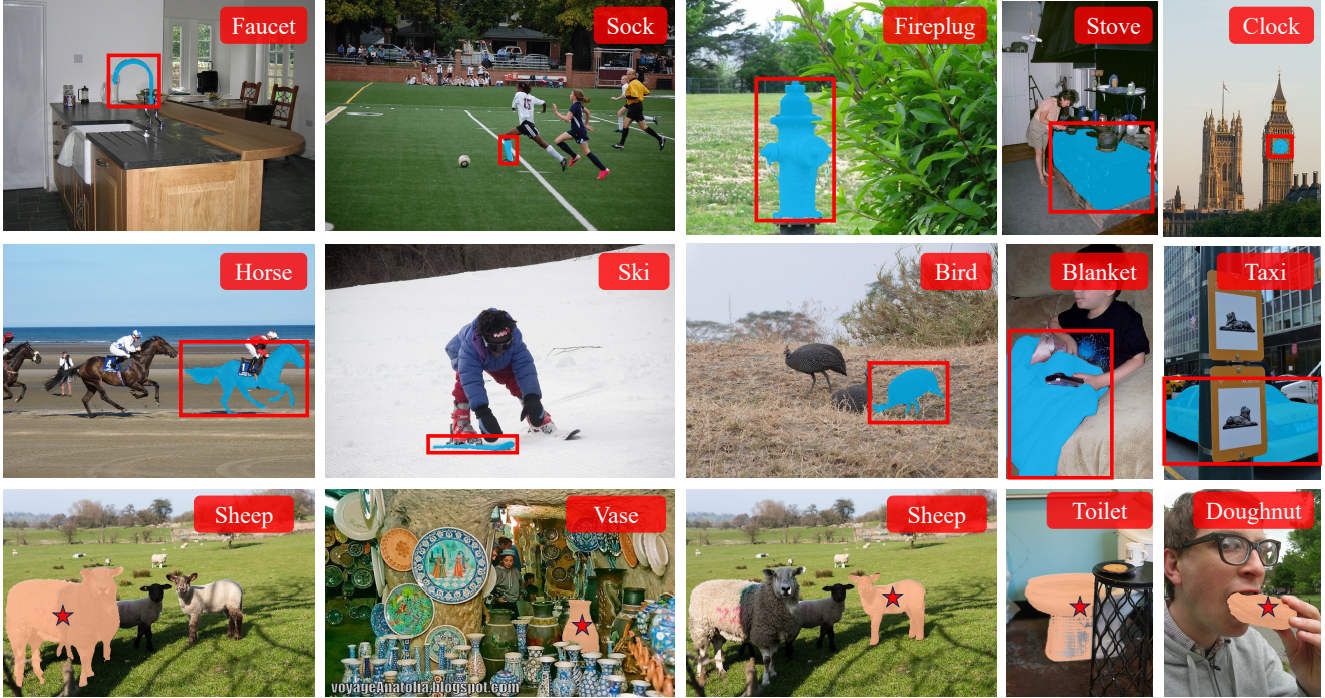 Faucet
Sock
Fireplug
Stove
Clock
15
Horse
Ski
Bird
Blanket
Taxi
Sheep
Vase
Sheep
Toilet
Doughnut
voyageAnatolia.blogspot.com